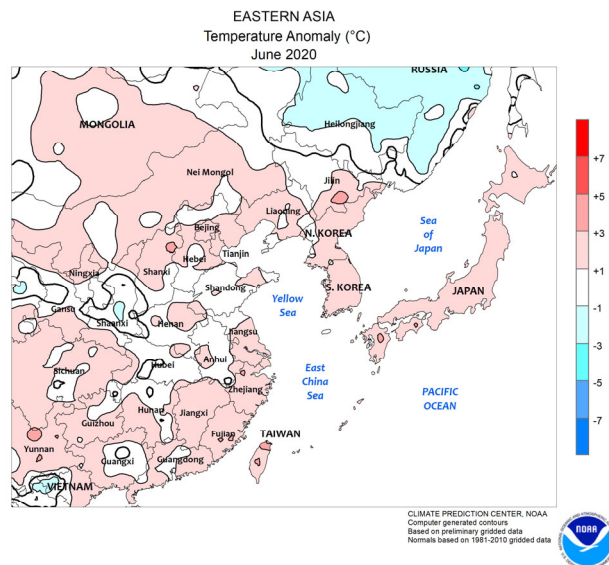 EASTERN ASIA
Temperature Anomaly (°C)
June 2020
RUSSIA
MONGOLIA
Heilongjiang
Nei Mongol
Jilin
Liaoning
Bejing
N. KOREA
Sea
of
Japan
Hebei
Tianjin
Ningxia
Shanxi
Shandong
S. KOREA
JAPAN
Yellow
Sea
Gansu
Shaanxi
Henan
Jiangsu
Anhui
Hubei
Sichuan
East
China
Sea
Zhejiang
PACIFIC
OCEAN
Hunan
Jiangxi
Guizhou
Fujian
TAIWAN
Yunnan
Guangxi
Guangdong
VIETNAM
+7
+5
+3
+1
-1
-3
-5
-7
CLIMATE PREDICTION CENTER, NOAA
Computer generated contours
Based on preliminary gridded data
Normals based on 1981-2010 gridded data
NOAA